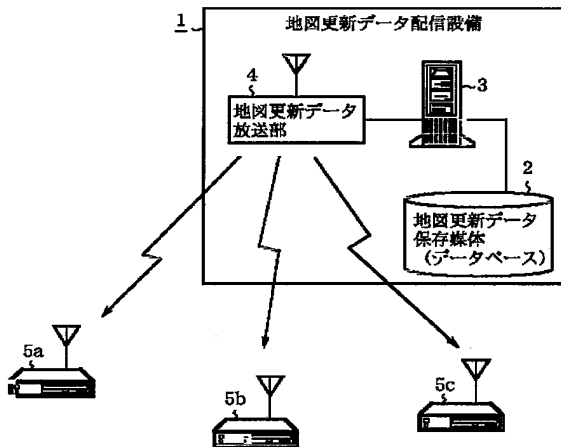 1
地図更新データ配信設備
4
地図更新データ
放送部
3
2
地図更新データ
保存媒体
(データベース)
5a
5b
5c